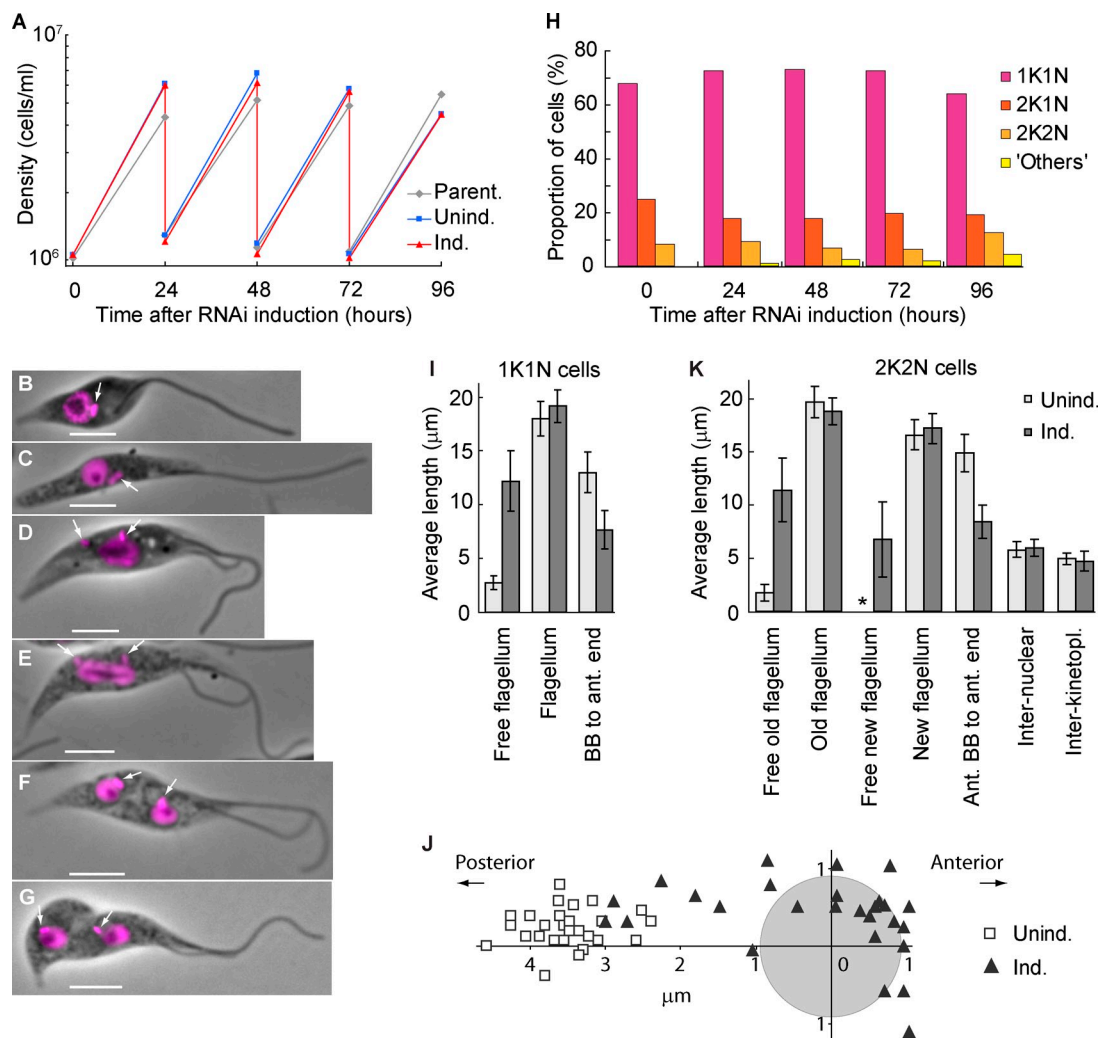 A
10⁷
Density (cells/ml)
10⁶
Parent.
Unind.
Ind.
0 24 48 72 96
Time after RNAi induction (hours)
H
80
60
40
20
0
Proportion of cells (%)
1K1N
2K1N
2K2N
'Others'
0 24 48 72 96
Time after RNAi induction (hours)
B
C
D
E
F
G
I
1K1N cells
Average length (μm)
20
15
10
5
0
Free flagellum
Flagellum
BB to ant. end
K
2K2N cells
Average length (μm)
20
15
10
5
0
*
Unind.
Ind.
Free old flagellum
Old flagellum
Free new flagellum
New flagellum
Ant. BB to ant. end
Inter-nuclear
Inter-kinetopl.
J
Posterior
Anterior
1
4 3 2 1 0 1
μm
1
Unind.
Ind.